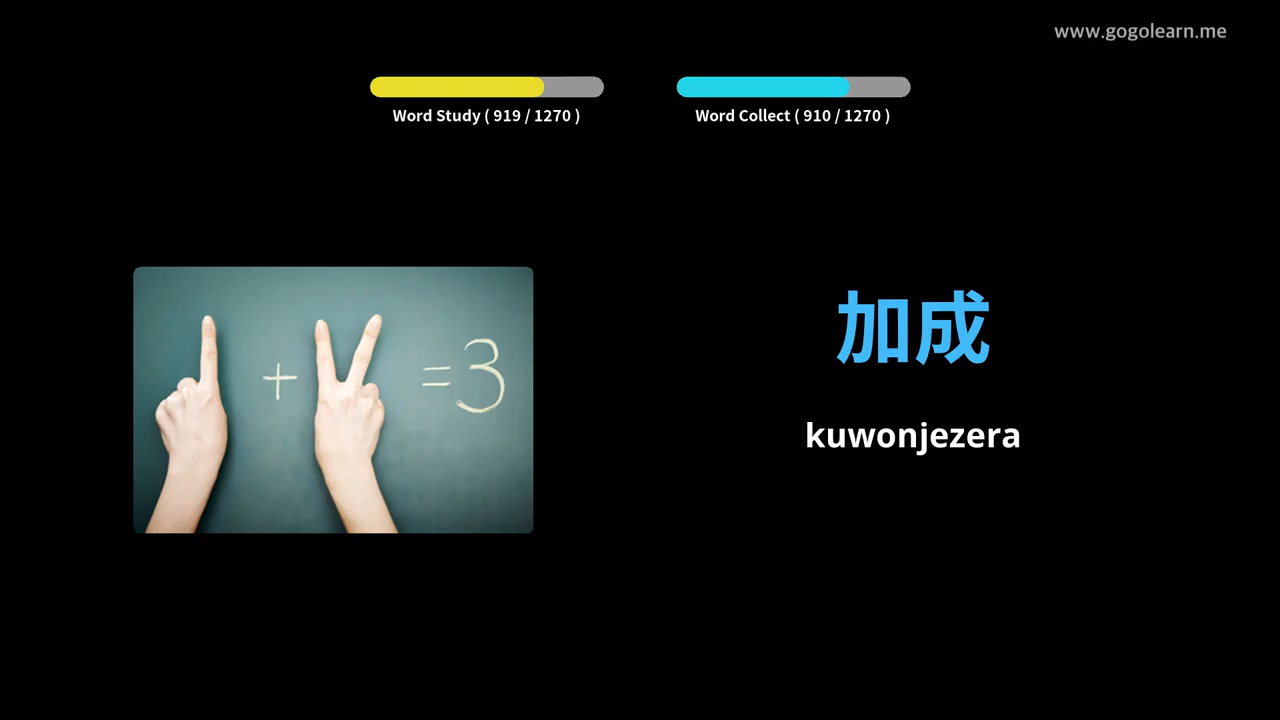 www.gogolearn.me
Word Study ( 919 / 1270 )
Word Collect ( 910 / 1270 )
+ = 3
加成
kuwonjezera